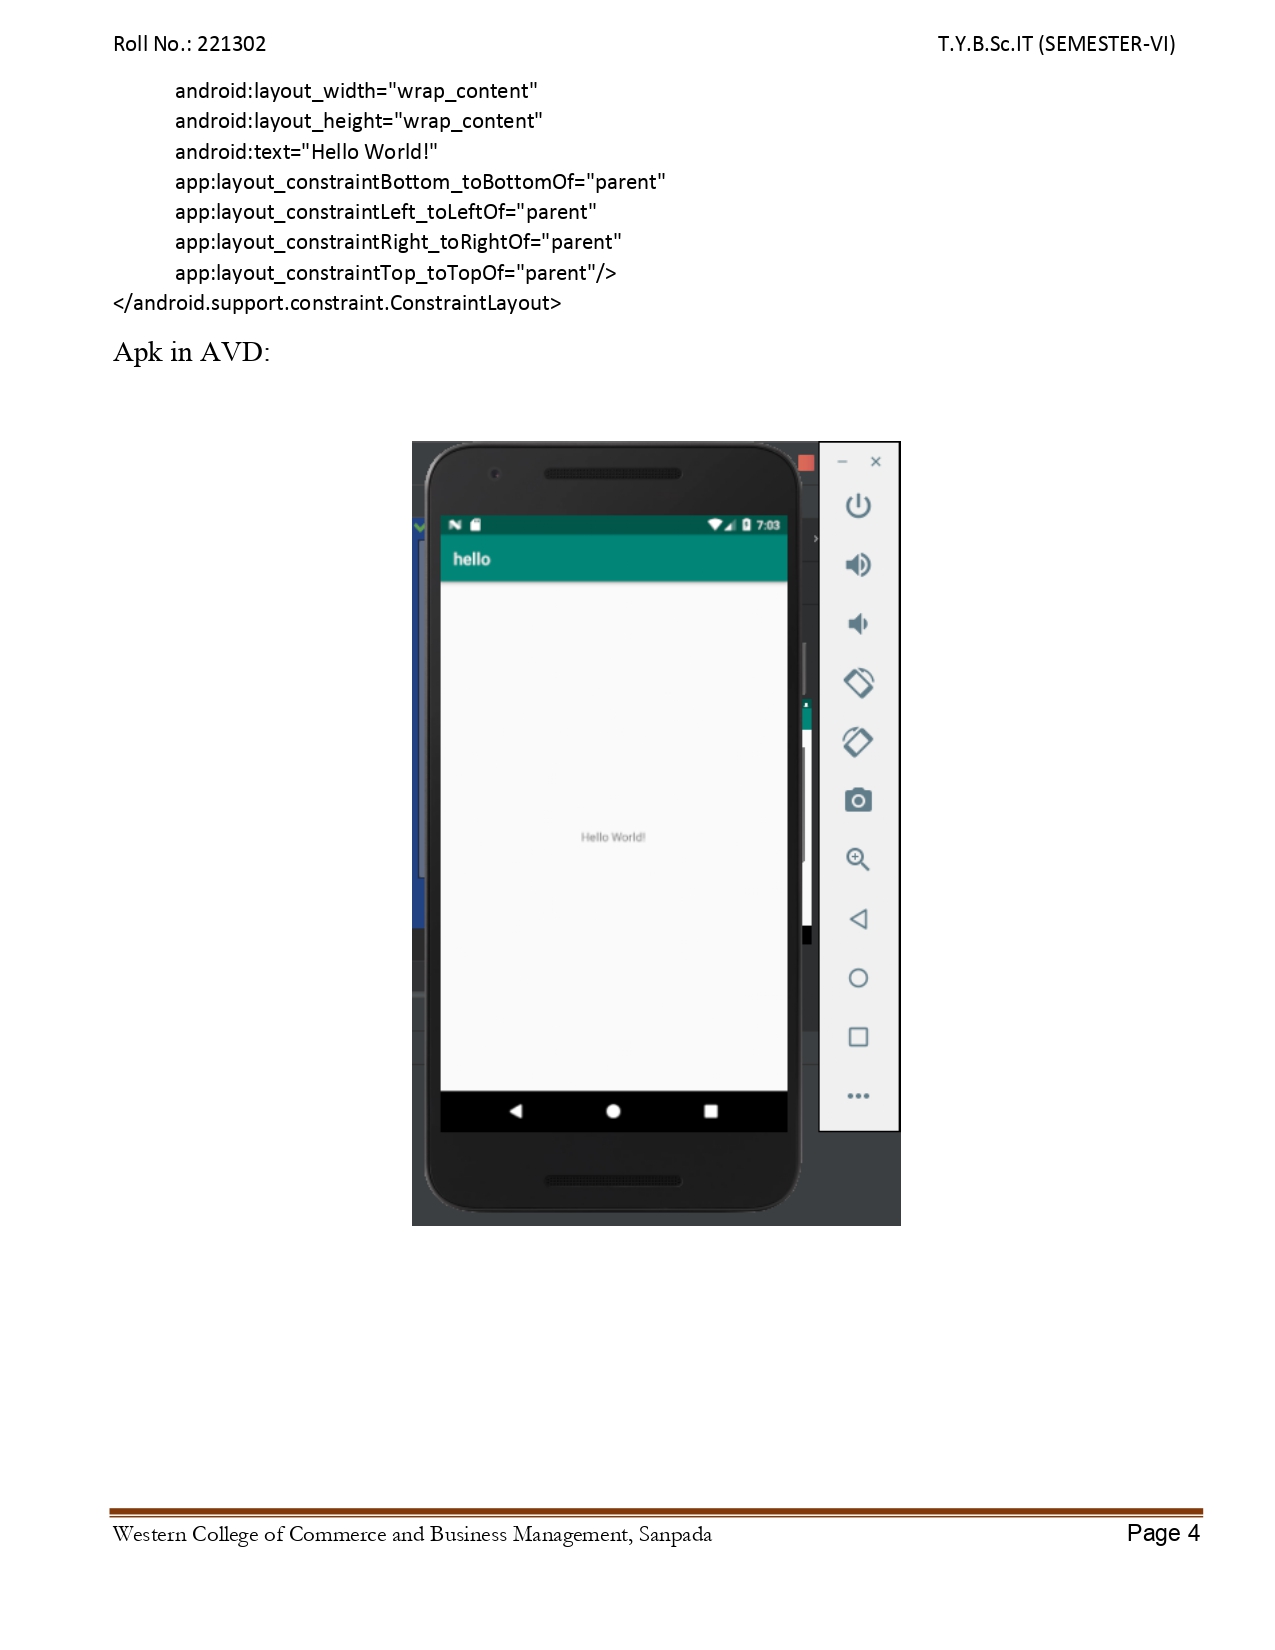 Roll No.: 221302 T.Y.B.Sc.IT (SEMESTER-VI)
android:layout_width="wrap_content"
android:layout_height="wrap_content"
android:text="Hello World!"
app:layout_constraintBottom_toBottomOf="parent"
app:layout_constraintLeft_toLeftOf="parent"
app:layout_constraintRight_toRightOf="parent"
app:layout_constraintTop_toTopOf="parent"/>
</android.support.constraint.ConstraintLayout>
Apk in AVD:
7:03
hello
Hello World!
Western College of Commerce and Business Management, Sanpada Page 4